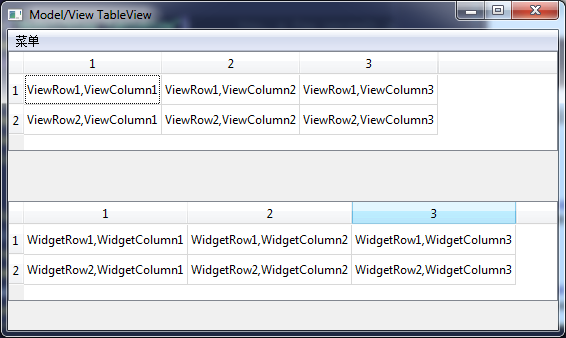 Model/View TableView
菜单
1 2 3
1 ViewRow1,ViewColumn1 ViewRow1,ViewColumn2 ViewRow1,ViewColumn3
2 ViewRow2,ViewColumn1 ViewRow2,ViewColumn2 ViewRow2,ViewColumn3
1 2 3
1 WidgetRow1,WidgetColumn1 WidgetRow1,WidgetColumn2 WidgetRow1,WidgetColumn3
2 WidgetRow2,WidgetColumn1 WidgetRow2,WidgetColumn2 WidgetRow2,WidgetColumn3